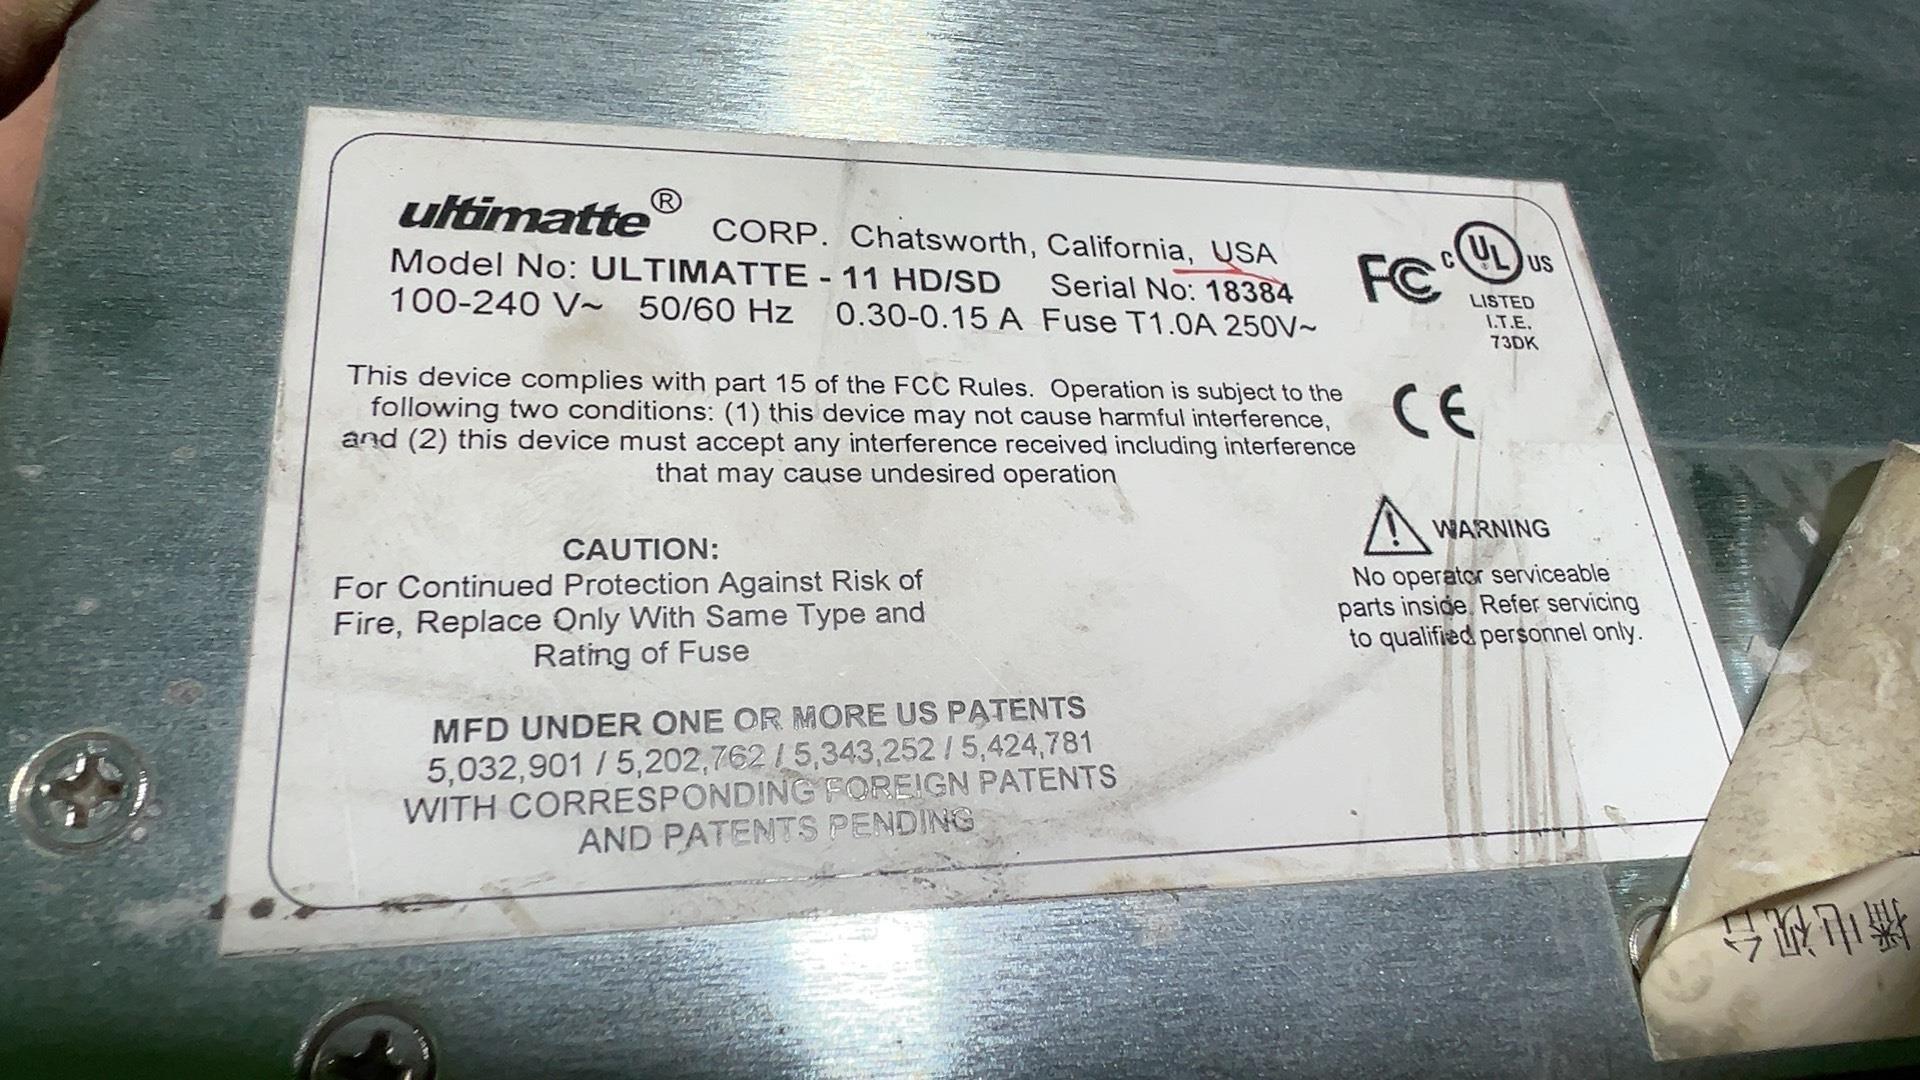 ultimatte® CORP. Chatsworth, California, USA
Model No: ULTIMATTE - 11 HD/SD Serial No: 18384
100-240 V~ 50/60 Hz 0.30-0.15 A Fuse T1.0A 250V~
FC
C UL US
LISTED
I.T.E.
73DK
This device complies with part 15 of the FCC Rules. Operation is subject to the
following two conditions: (1) this device may not cause harmful interference,
and (2) this device must accept any interference received including interference
that may cause undesired operation
CE
CAUTION:
For Continued Protection Against Risk of
Fire, Replace Only With Same Type and
Rating of Fuse
WARNING
No operator serviceable
parts inside. Refer servicing
to qualified personnel only.
MFD UNDER ONE OR MORE US PATENTS
5,032,901 / 5,202,762 / 5,343,252 / 5,424,781
WITH CORRESPONDING FOREIGN PATENTS
AND PATENTS PENDING